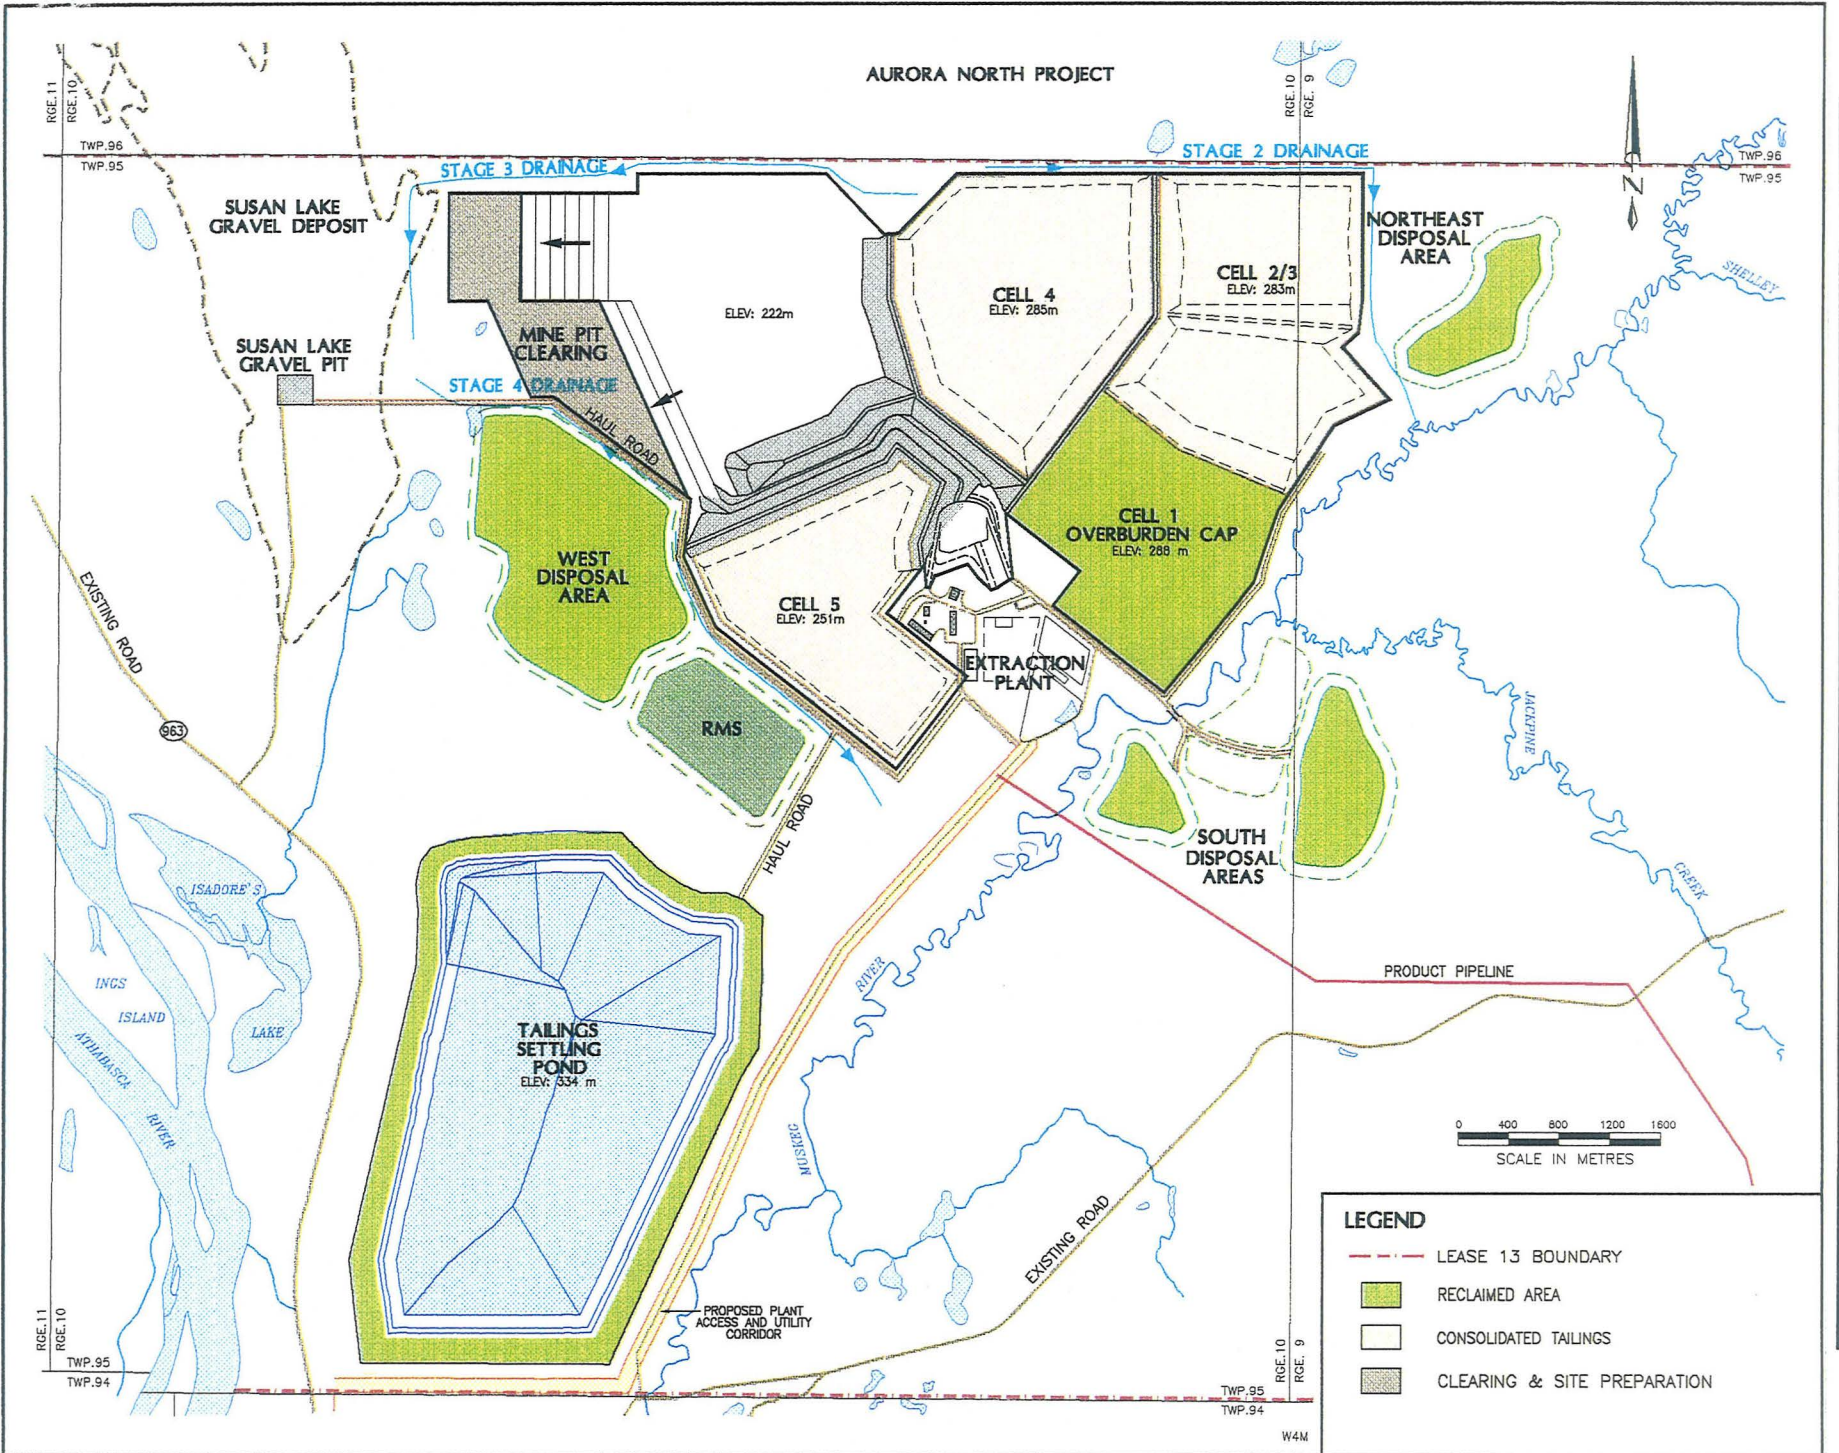 AURORA NORTH PROJECT
RGE.11
RGE.10
RGE.10
RGE. 9
TWP.96
TWP.95
TWP.96
TWP.95
STAGE 3 DRAINAGE
STAGE 2 DRAINAGE
N
SUSAN LAKE
GRAVEL DEPOSIT
NORTHEAST
DISPOSAL
AREA
SHELLEY
CELL 2/3
ELEV: 283m
CELL 4
ELEV: 285m
ELEV: 222m
MINE PIT
CLEARING
SUSAN LAKE
GRAVEL PIT
STAGE 4 DRAINAGE
HAUL ROAD
CELL 1
OVERBURDEN CAP
ELEV: 288 m
WEST
DISPOSAL
AREA
CELL 5
ELEV: 251m
EXISTING ROAD
EXTRACTION
PLANT
RMS
963
JACKPINE
CREEK
HAUL ROAD
SOUTH
DISPOSAL
AREAS
ISADORE'S
LAKE
INGS
ISLAND
ATHABASCA
RIVER
RIVER
MUSKEG
PRODUCT PIPELINE
TAILINGS
SETTLING
POND
ELEV: 334 m
0 400 800 1200 1600
SCALE IN METRES
EXISTING ROAD
PROPOSED PLANT
ACCESS AND UTILITY
CORRIDOR
RGE.11
RGE.10
RGE.10
RGE. 9
TWP.95
TWP.94
TWP.95
TWP.94
W4M
LEGEND
LEASE 13 BOUNDARY
RECLAIMED AREA
CONSOLIDATED TAILINGS
CLEARING & SITE PREPARATION